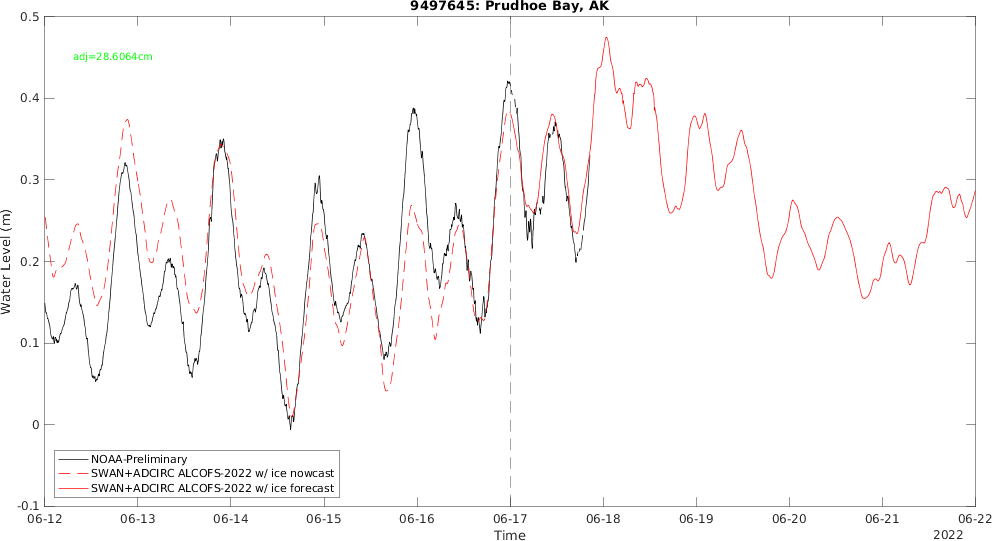 9497645: Prudhoe Bay, AK
adj=28.6064cm
0.5
0.4
0.3
0.2
0.1
0
-0.1
Water Level (m)
NOAA-Preliminary
SWAN+ADCIRC ALCOFS-2022 w/ ice nowcast
SWAN+ADCIRC ALCOFS-2022 w/ ice forecast
06-12 06-13 06-14 06-15 06-16 06-17 06-18 06-19 06-20 06-21 06-22
Time
2022